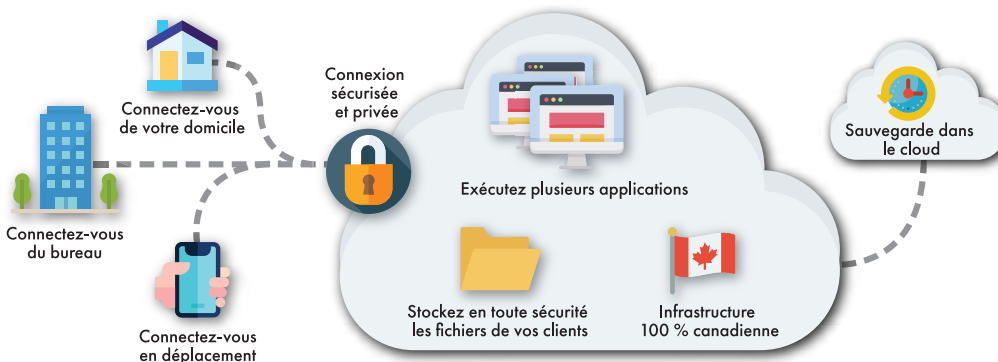 Connectez-vous
de votre domicile
Connectez-vous
du bureau
Connectez-vous
en déplacement
Connexion
sécurisée
et privée
Exécutez plusieurs applications
Stockez en toute sécurité
les fichiers de vos clients
Infrastructure
100 % canadienne
Sauvegarde dans
le cloud